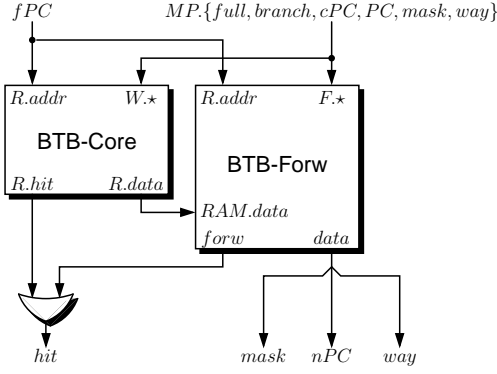 fPC MP.{full, branch, cPC, PC, mask, way}
R.addr W.⋆ R.addr F.⋆
BTB-Core
BTB-Forw
R.hit R.data
RAM.data
forw data
hit mask nPC way